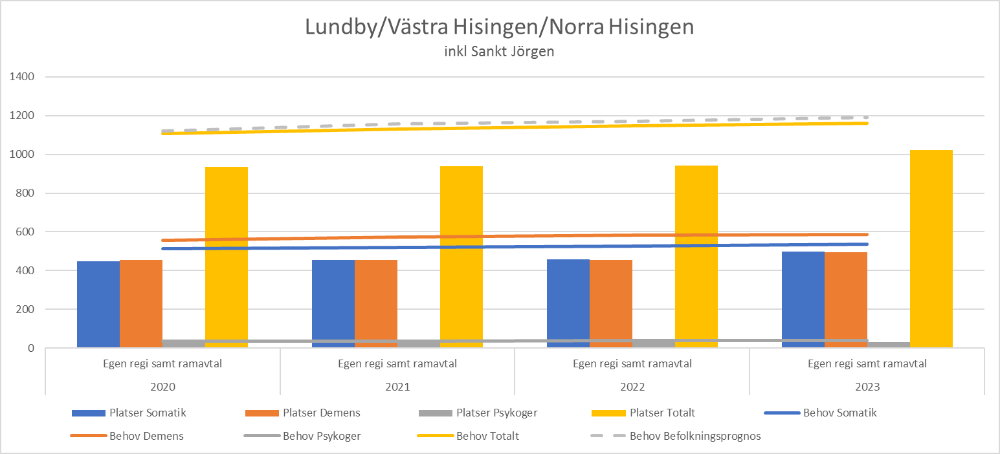 Lundby/Västra Hisingen/Norra Hisingen
inkl Sankt Jörgen
1400
1200
1000
800
600
400
200
0
Egen regi samt ramavtal Egen regi samt ramavtal Egen regi samt ramavtal Egen regi samt ramavtal
2020 2021 2022 2023
Platser Somatik Platser Demens Platser Psykoger Platser Totalt Behov Somatik
Behov Demens Behov Psykoger Behov Totalt Behov Befolkningsprognos